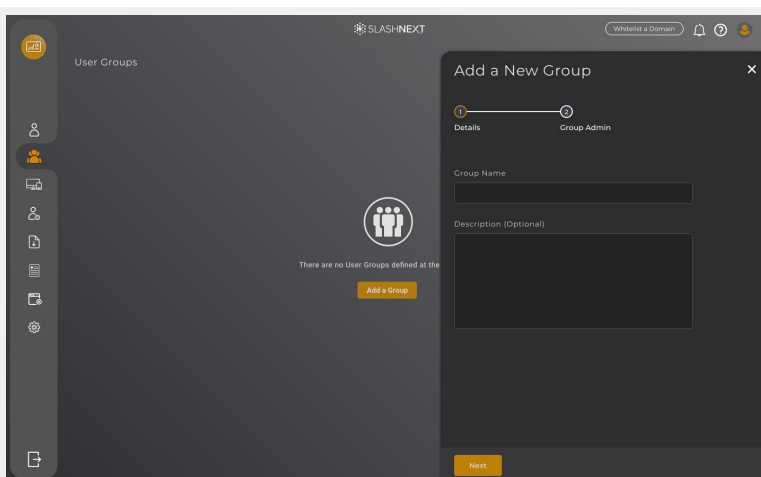 SLASHNEXT
Whitelist a Domain
User Groups
Add a New Group
1
2
Details
Group Admin
Group Name
Description (Optional)
There are no User Groups defined at the
Add a Group
Next